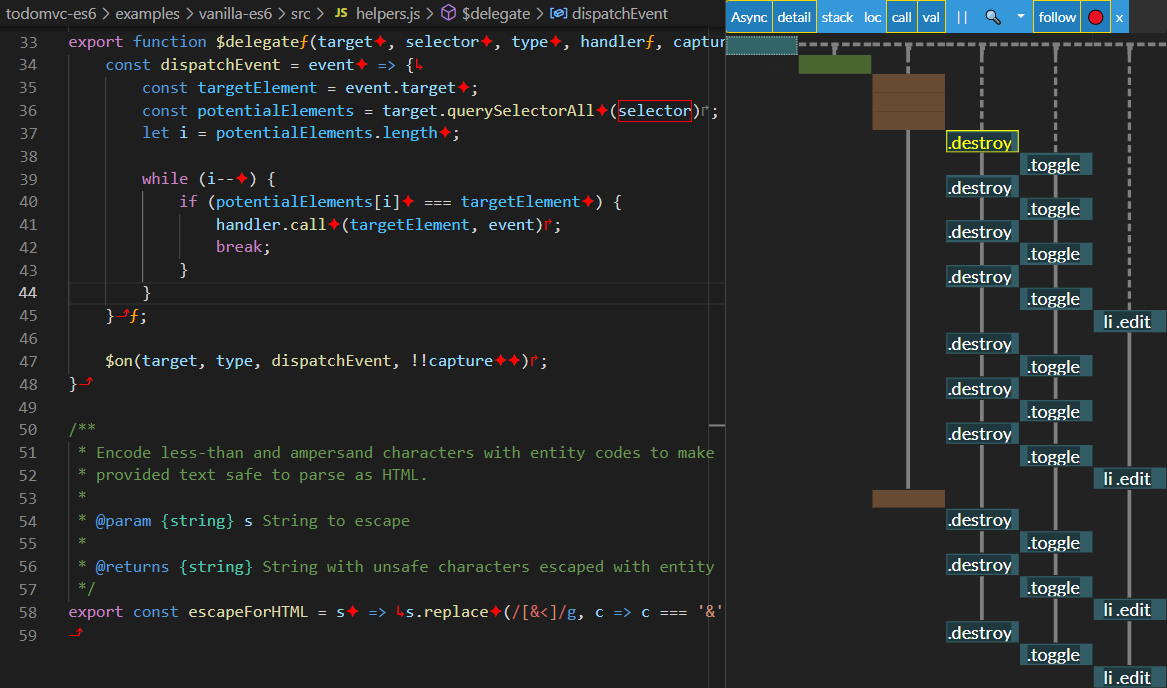 todomvc-es6 > examples > vanilla-es6 > src > JS helpers.js > $delegate > dispatchEvent
Async detail stack loc call val || follow x
33 export function $delegateƒ(target✦, selector✦, type✦, handlerƒ, captur
34 const dispatchEvent = event✦ => {
35 const targetElement = event.target✦;
36 const potentialElements = target.querySelectorAll✦(selector);
37 let i = potentialElements.length✦;
38
39 while (i--✦) {
40 if (potentialElements[i]✦ === targetElement✦) {
41 handler.call✦(targetElement, event);
42 break;
43 }
44 }
45 }ƒ;
46
47 $on(target, type, dispatchEvent, !!capture✦✦);
48 }
49
50 /**
51 * Encode less-than and ampersand characters with entity codes to make
52 * provided text safe to parse as HTML.
53 *
54 * @param {string} s String to escape
55 *
56 * @returns {string} String with unsafe characters escaped with entity
57 */
58 export const escapeForHTML = s✦ => s.replace✦(/[&<]/g, c => c === '&'
59
.destroy
.toggle
.destroy
.toggle
.destroy
.toggle
.destroy
.toggle
li .edit
.destroy
.toggle
.destroy
.toggle
.destroy
.toggle
li .edit
.destroy
.toggle
.destroy
.toggle
li .edit
.destroy
.toggle
li .edit